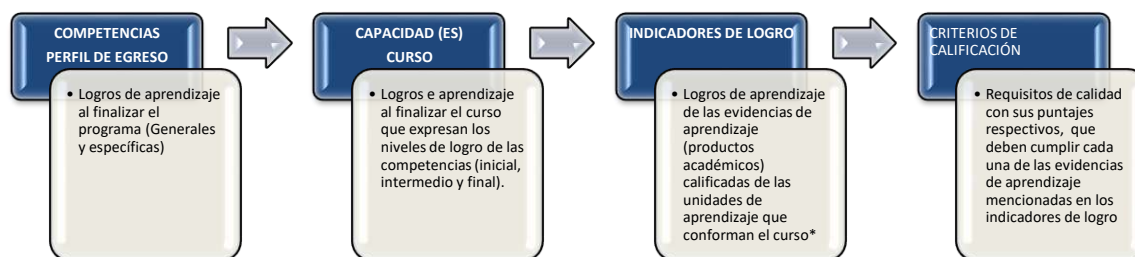 COMPETENCIAS
PERFIL DE EGRESO
• Logros de aprendizaje
al finalizar el
programa (Generales
y específicas)
CAPACIDAD (ES)
CURSO
• Logros e aprendizaje
al finalizar el curso
que expresan los
niveles de logro de las
competencias (inicial,
intermedio y final).
INDICADORES DE LOGRO
• Logros de aprendizaje
de las evidencias de
aprendizaje
(productos
académicos)
calificadas de las
unidades de
aprendizaje que
conforman el curso*
CRITERIOS DE
CALIFICACIÓN
• Requisitos de calidad
con sus puntajes
respectivos, que
deben cumplir cada
una de las evidencias
de aprendizaje
mencionadas en los
indicadores de logro